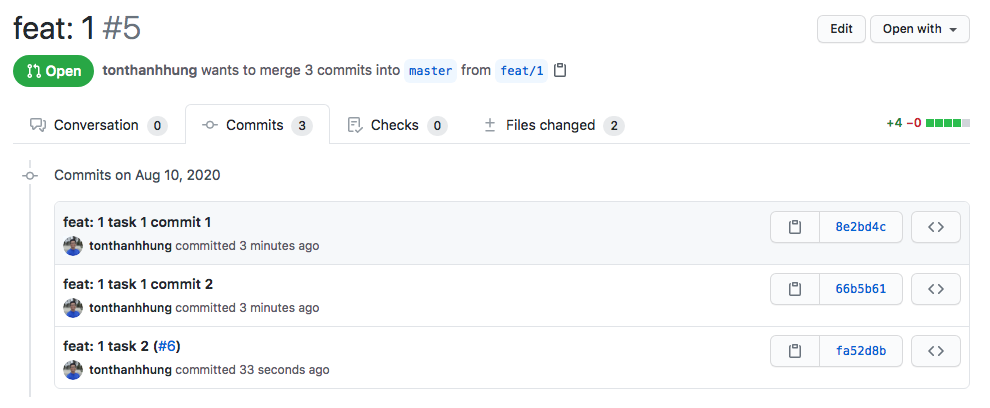 feat: 1 #5
Edit
Open with
Open
tonthanhhung wants to merge 3 commits into master from feat/1
Conversation 0
Commits 3
Checks 0
Files changed 2
+4 −0
Commits on Aug 10, 2020
feat: 1 task 1 commit 1
tonthanhhung committed 3 minutes ago
8e2bd4c
feat: 1 task 1 commit 2
tonthanhhung committed 3 minutes ago
66b5b61
feat: 1 task 2 (#6)
tonthanhhung committed 33 seconds ago
fa52d8b